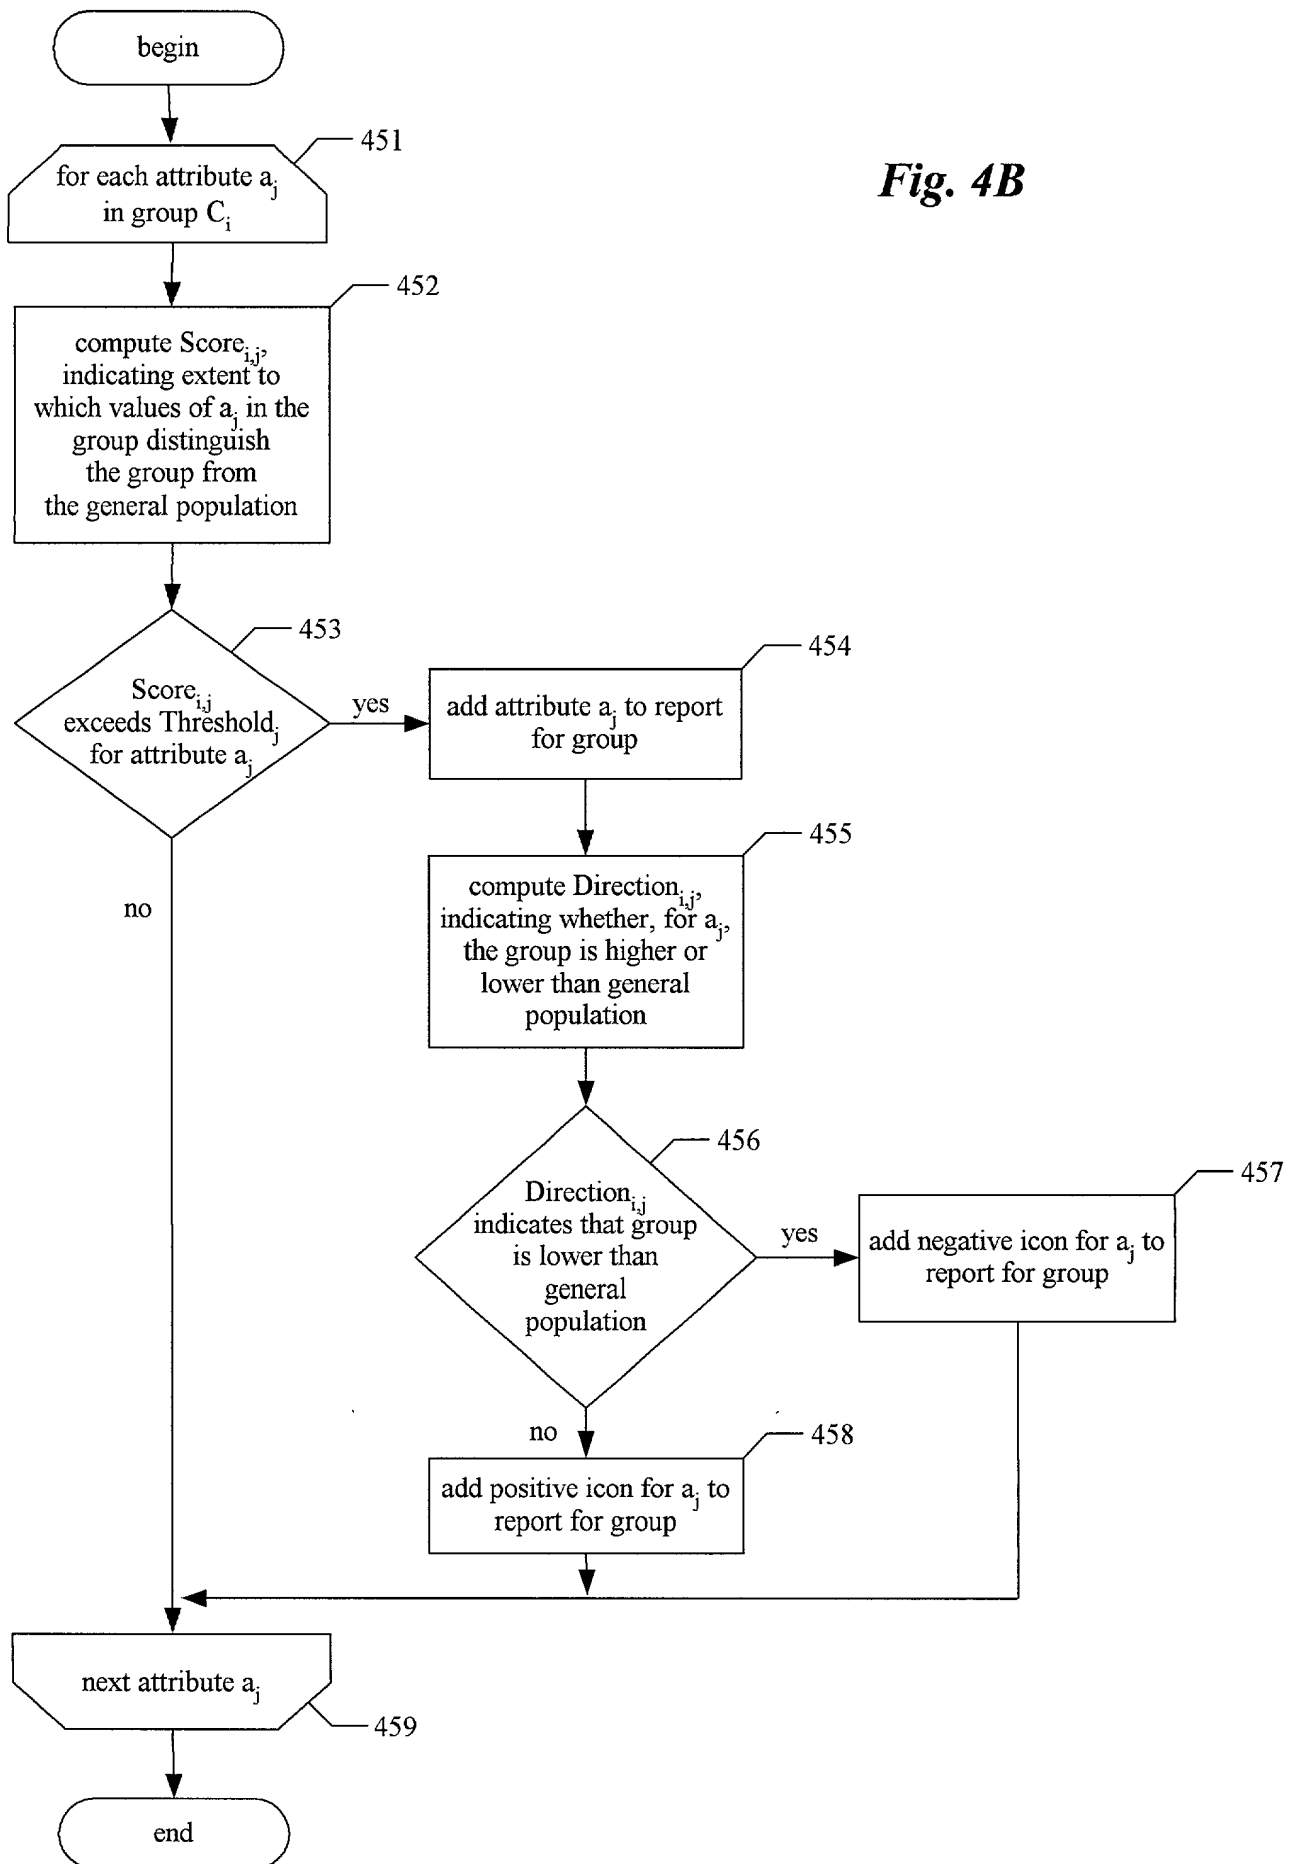 begin
451
for each attribute aj
in group Ci
Fig. 4B
452
compute Scorei,j,
indicating extent to
which values of aj in the
group distinguish
the group from
the general population
453
Scorei,j
exceeds Thresholdj
for attribute aj
yes
454
add attribute aj to report
for group
no
455
compute Directioni,j,
indicating whether, for aj,
the group is higher or
lower than general
population
456
Directioni,j
indicates that group
is lower than
general
population
yes
457
add negative icon for aj to
report for group
no
458
add positive icon for aj to
report for group
next attribute aj
459
end